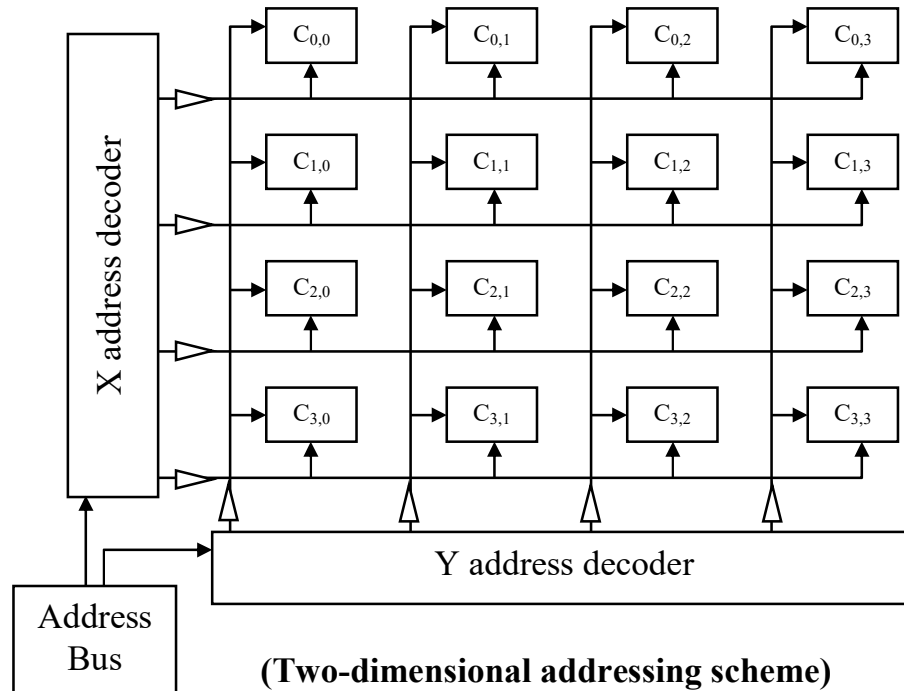 C0,0 C0,1 C0,2 C0,3
C1,0 C1,1 C1,2 C1,3
C2,0 C2,1 C2,2 C2,3
C3,0 C3,1 C3,2 C3,3
X address decoder
Y address decoder
Address
Bus
(Two-dimensional addressing scheme)